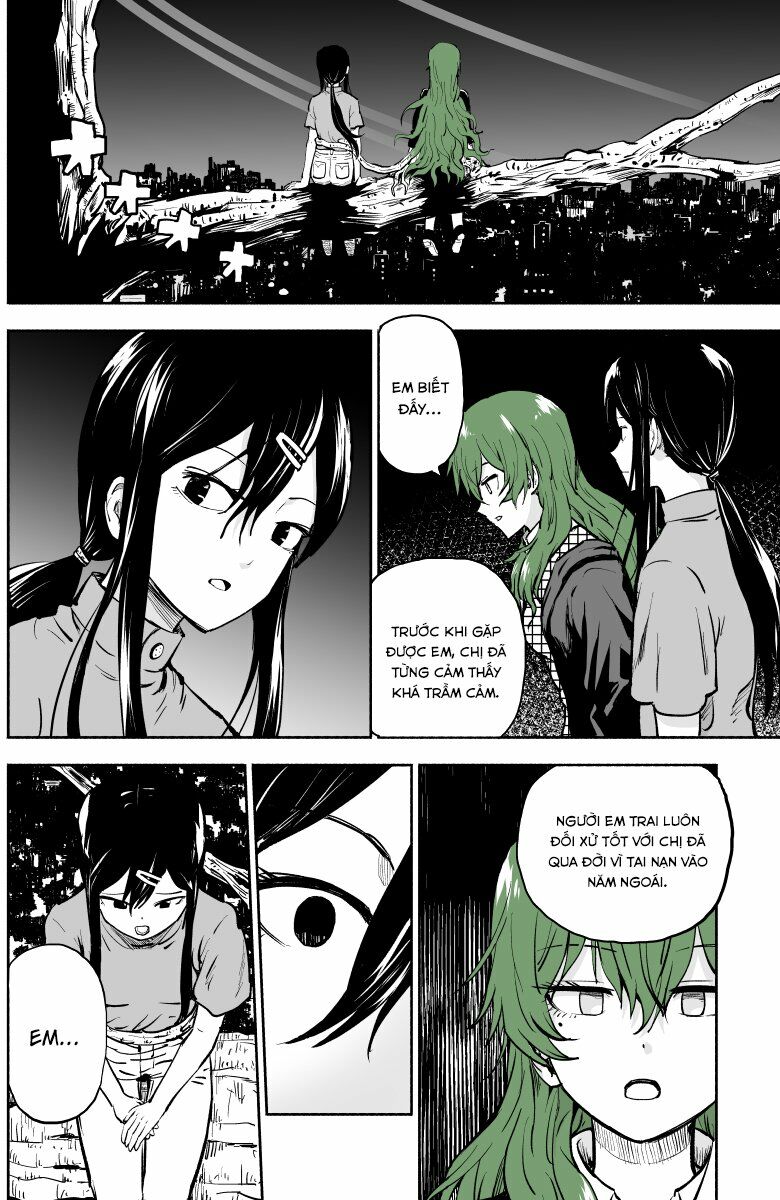 EM BIẾT
ĐẤY...
TRƯỚC KHI GẶP
ĐƯỢC EM, CHỊ ĐÃ
TỪNG CẢM THẤY
KHÁ TRẦM CẢM.
NGƯỜI EM TRAI LUÔN
ĐỐI XỬ TỐT VỚI CHỊ ĐÃ
QUA ĐỜI VÌ TAI NẠN VÀO
NĂM NGOÁI.
EM...